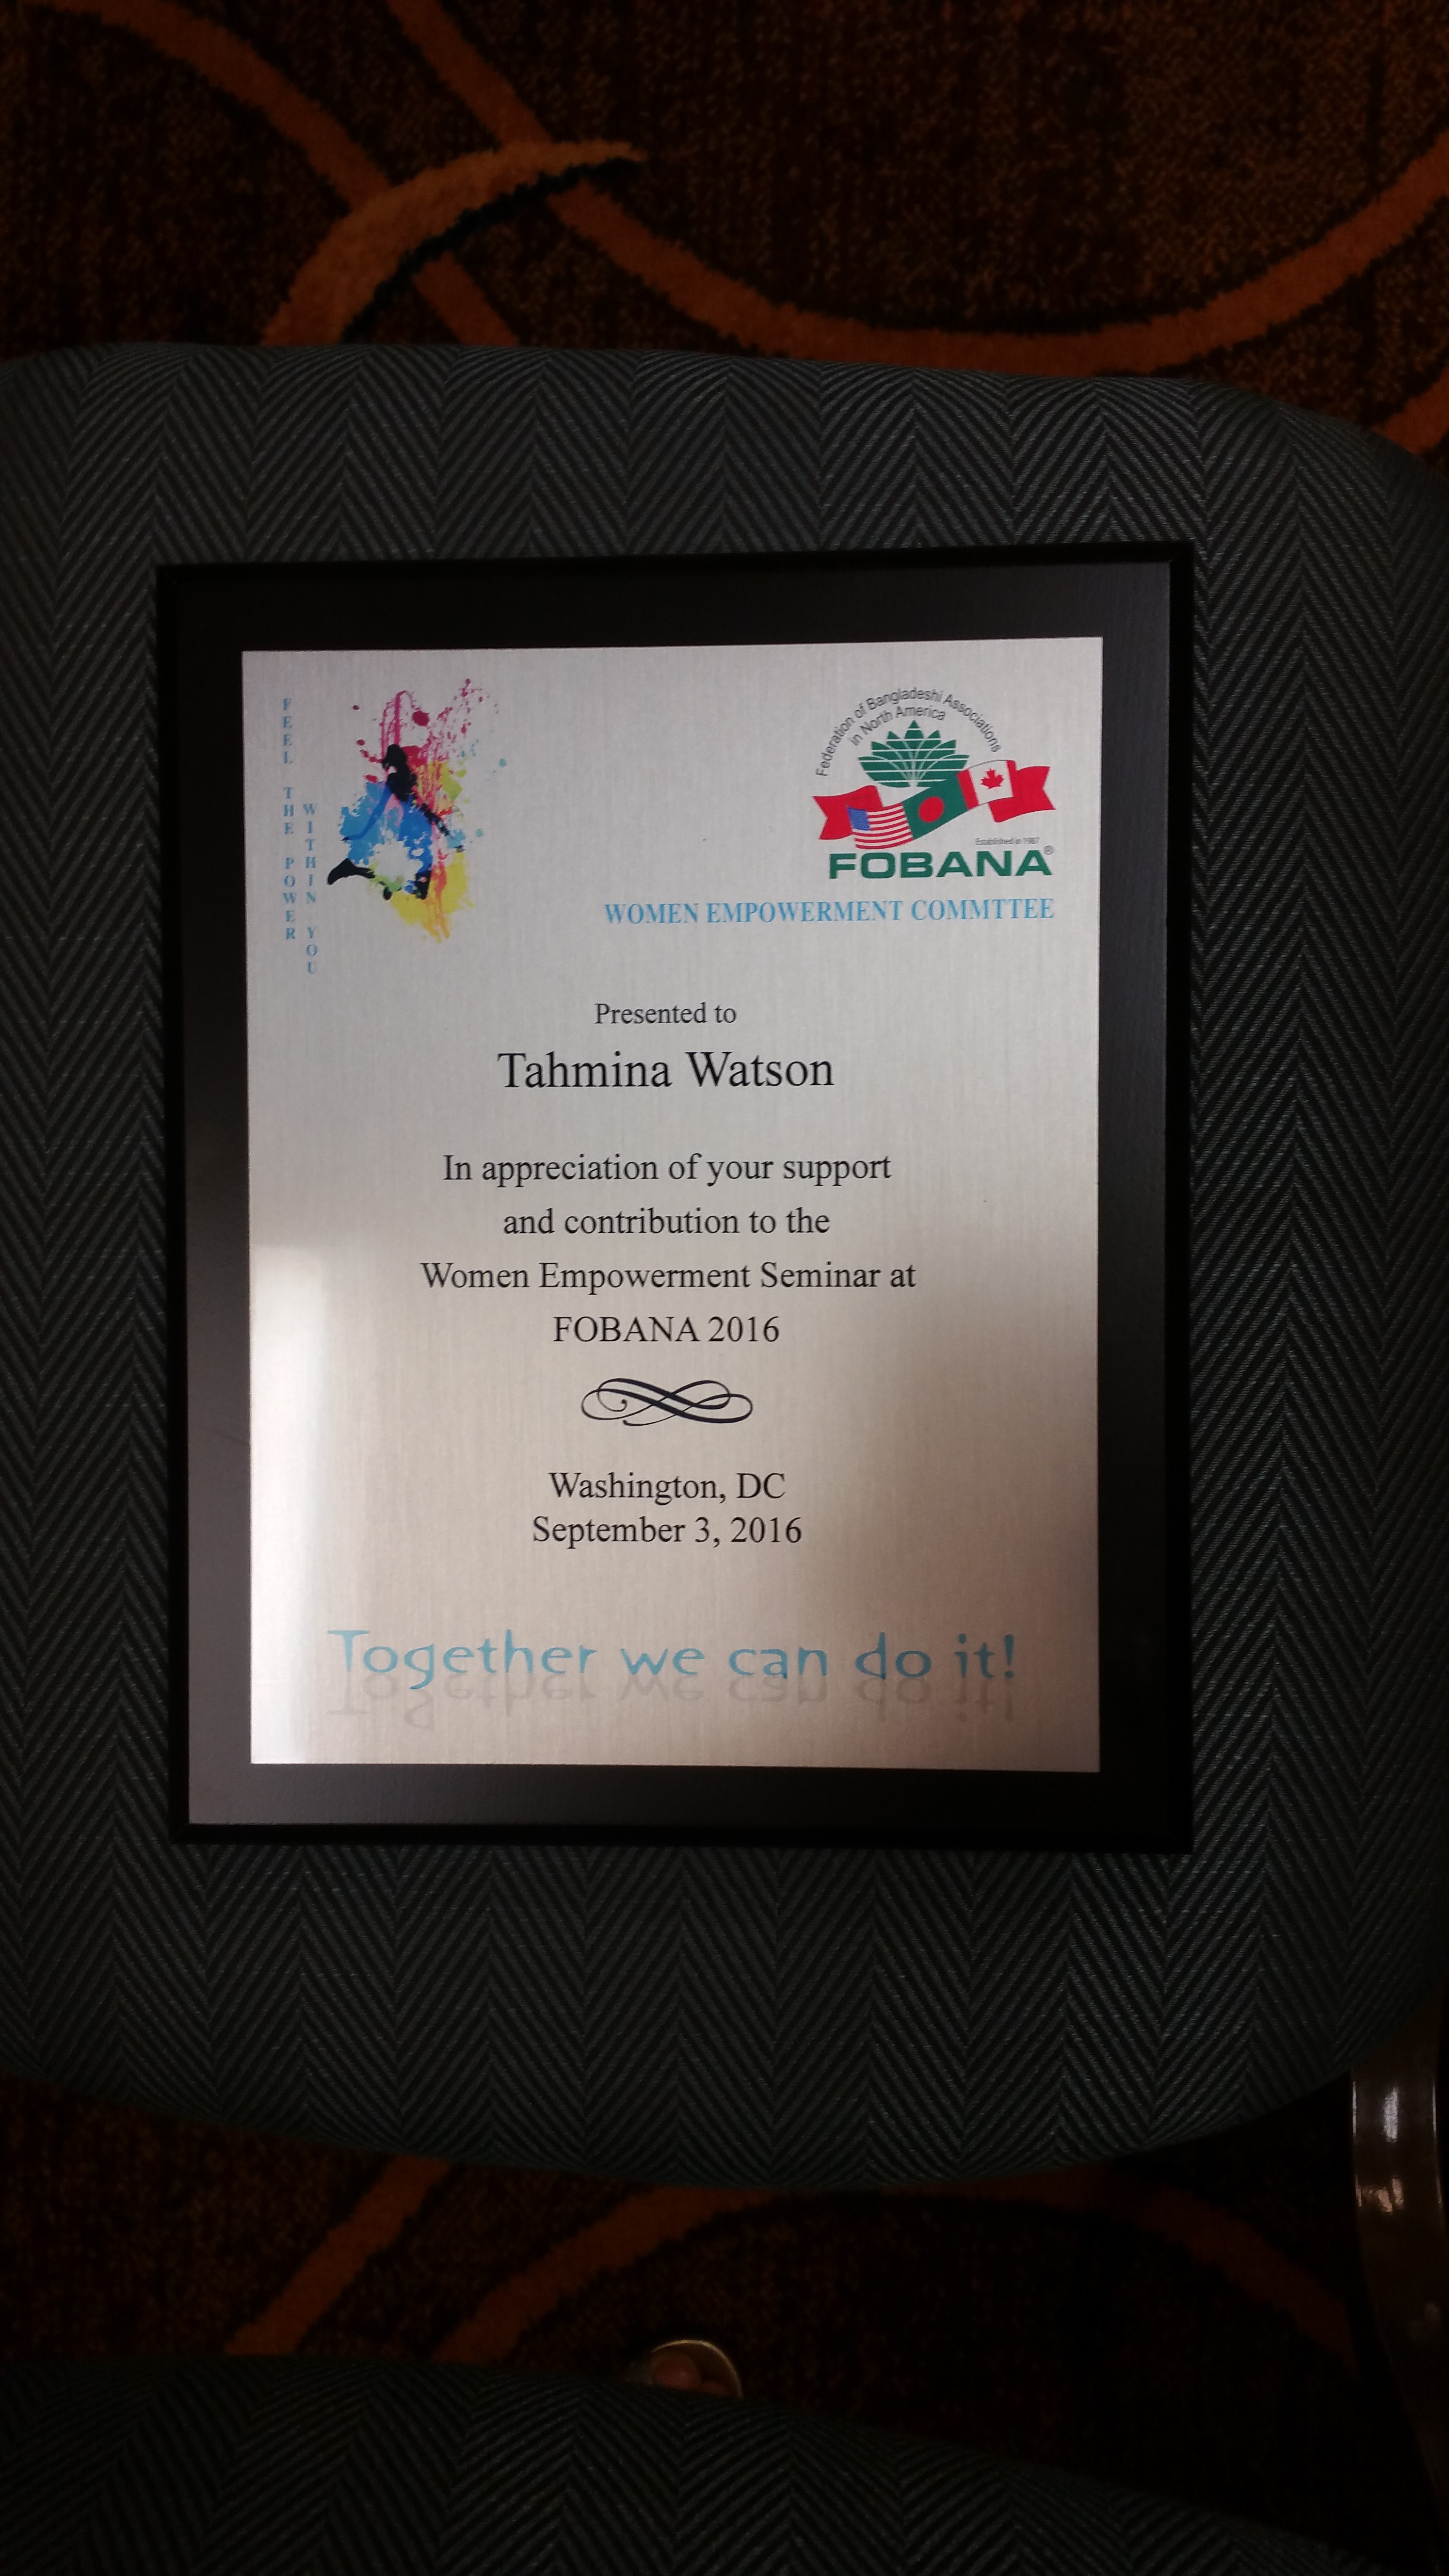 FEEL THE POWER
WITHIN YOU
Federation of Bangladeshi Associations
in North America
Established in 1987
FOBANA®
WOMEN EMPOWERMENT COMMTTEE
Presented to
Tahmina Watson
In appreciation of your support
and contribution to the
Women Empowerment Seminar at
FOBANA 2016
Washington, DC
September 3, 2016
Together we can do it!